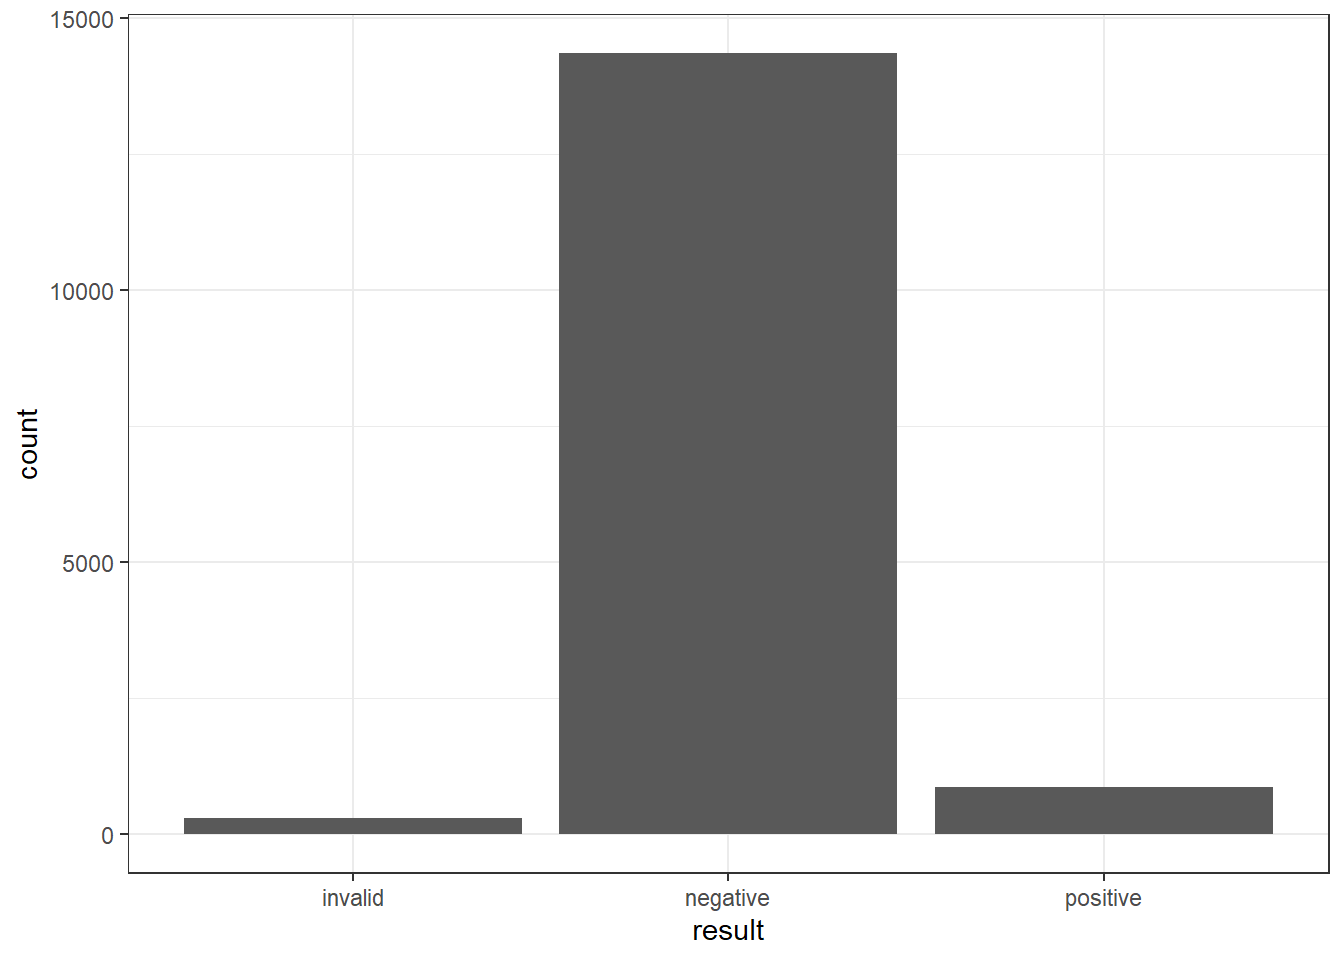 15000
10000
5000
0
count
invalid negative positive
result